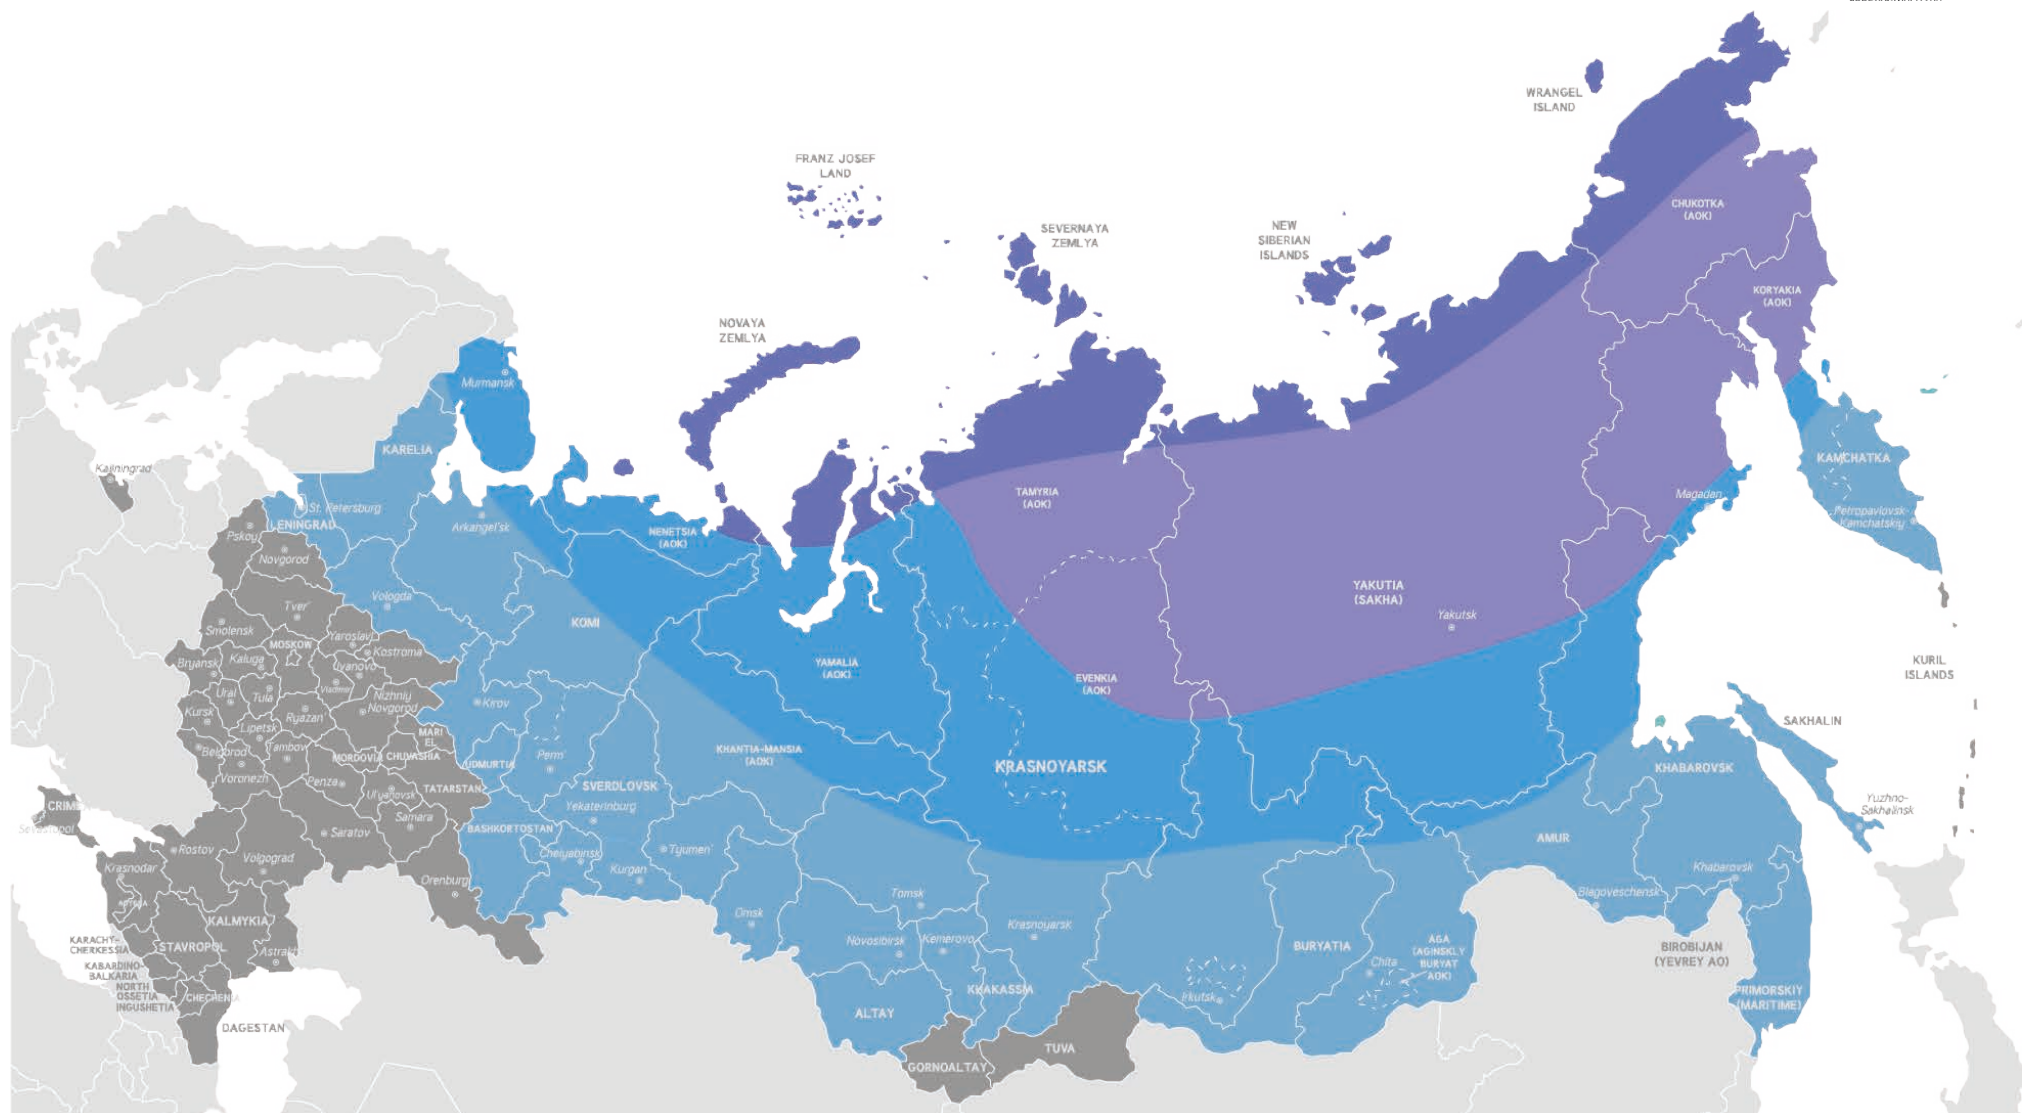 WRANGEL
ISLAND
FRANZ JOSEF
LAND
SEVERNAYA
ZEMLYA
NEW
SIBERIAN
ISLANDS
CHUKOTKA
(AOK)
KORYAKIA
(AOK)
NOVAYA
ZEMLYA
Murmansk
KARELIA
Kaliningrad
KAMCHATKA
TAMYRIA
(AOK)
Magadan
St. Petersburg
LENINGRAD
Arkangel'sk
Petropavlovsk-
Kamchatskiy
Pskov
NENETSIA
(AOK)
Novgorod
YAKUTIA
(SAKHA)
Yakutsk
Vologda
Tver'
KOMI
Smolensk
Yaroslavl
MOSKOW
Kostroma
Bryansk
Kaluga
Ivanovo
YAMALIA
(AOK)
KURIL
ISLANDS
EVENKIA
(AOK)
Vladimir
Ural
Tula
Nizhniy
Novgorod
Kirov
Kursk
Ryazan'
SAKHALIN
Lipetsk
MARI
EL
Belgorod
Tambov
MORDOVIA
CHUVASHIA
KHANTIA-MANSIA
(AOK)
Perm'
UDMURTIA
KRASNOYARSK
KHABAROVSK
Voronezh
Penza
SVERDLOVSK
TATARSTAN
Ul'yanovsk
Yekaterinburg
Yuzhno-
Sakhalinsk
CRIM
Sevastopol
Samara
BASHKORTOSTAN
Saratov
AMUR
Rostov
Volgograd
Chelyabinsk
Tyumen'
Krasnodar
Kurgan
Khabarovsk
Orenburg
Tomsk
Blagoveschensk
Omsk
KALMYKIA
Krasnoyarsk
KARACHY-
CHERKESSIA
STAVROPOL
Astrakh
Novosibirsk
Kemerovo
BURYATIA
AGA
(AGINSKLY
BURYAT
AOK)
BIROBIJAN
(YEVREY AO)
Chita
KABARDINO-
BALKARIA
NORTH
OSSETIA
INGUSHETIA
CHECHENIA
KHAKASSIA
Irkutsk
PRIMORSKIY
(MARITIME)
ALTAY
DAGESTAN
TUVA
GORNOALTAY